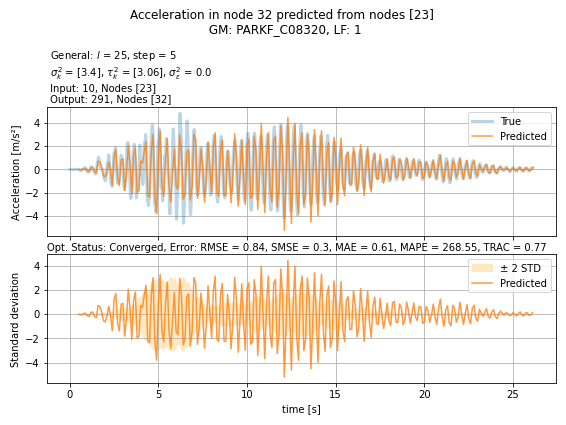 Acceleration in node 32 predicted from nodes [23]
GM: PARKF_C08320, LF: 1
General: l = 25, step = 5
σ²ₖ = [3.4], τ²ₖ = [3.06], σ²ε = 0.0
Input: 10, Nodes [23]
Output: 291, Nodes [32]
4
2
0
−2
−4
Acceleration [m/s²]
True
Predicted
Opt. Status: Converged, Error: RMSE = 0.84, SMSE = 0.3, MAE = 0.61, MAPE = 268.55, TRAC = 0.77
4
2
0
−2
−4
Standard deviation
± 2 STD
Predicted
0 5 10 15 20 25
time [s]